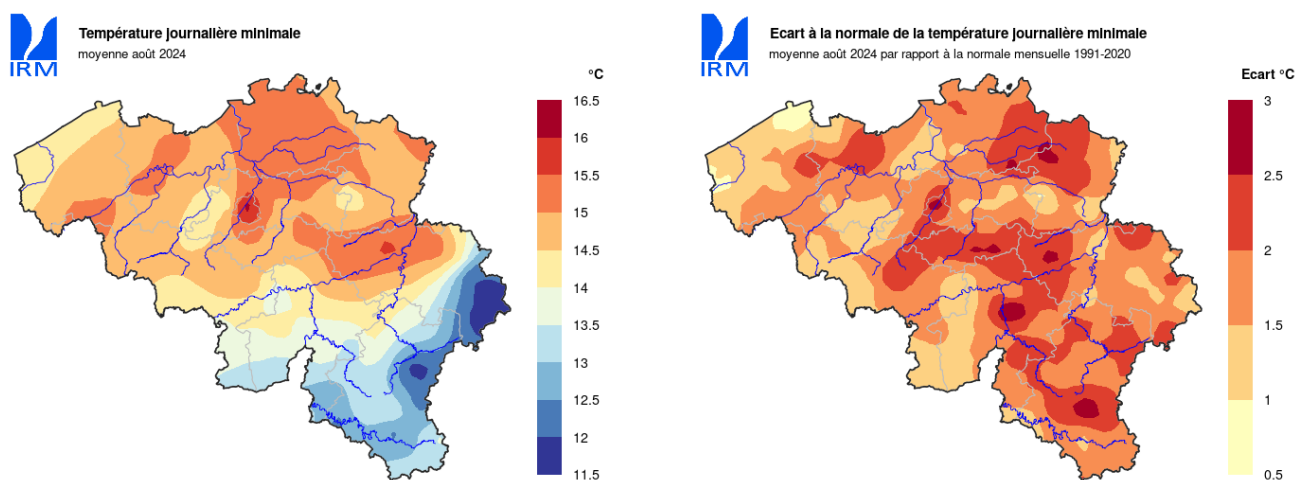 Température journalière minimale
moyenne août 2024
IRM
°C
16.5
16
15.5
15
14.5
14
13.5
13
12.5
12
11.5
Ecart à la normale de la température journalière minimale
moyenne août 2024 par rapport à la normale mensuelle 1991-2020
IRM
Ecart °C
3
2.5
2
1.5
1
0.5